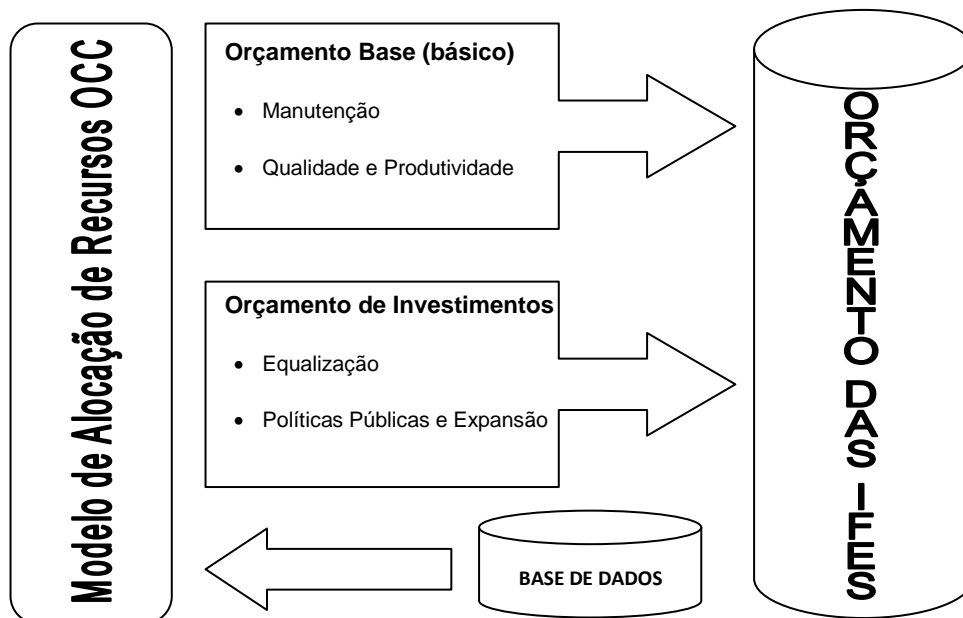 Modelo de Alocação de Recursos OCC
Orçamento Base (básico)
• Manutenção
• Qualidade e Produtividade
Orçamento de Investimentos
• Equalização
• Políticas Públicas e Expansão
BASE DE DADOS
ORÇAMENTO DAS IFES